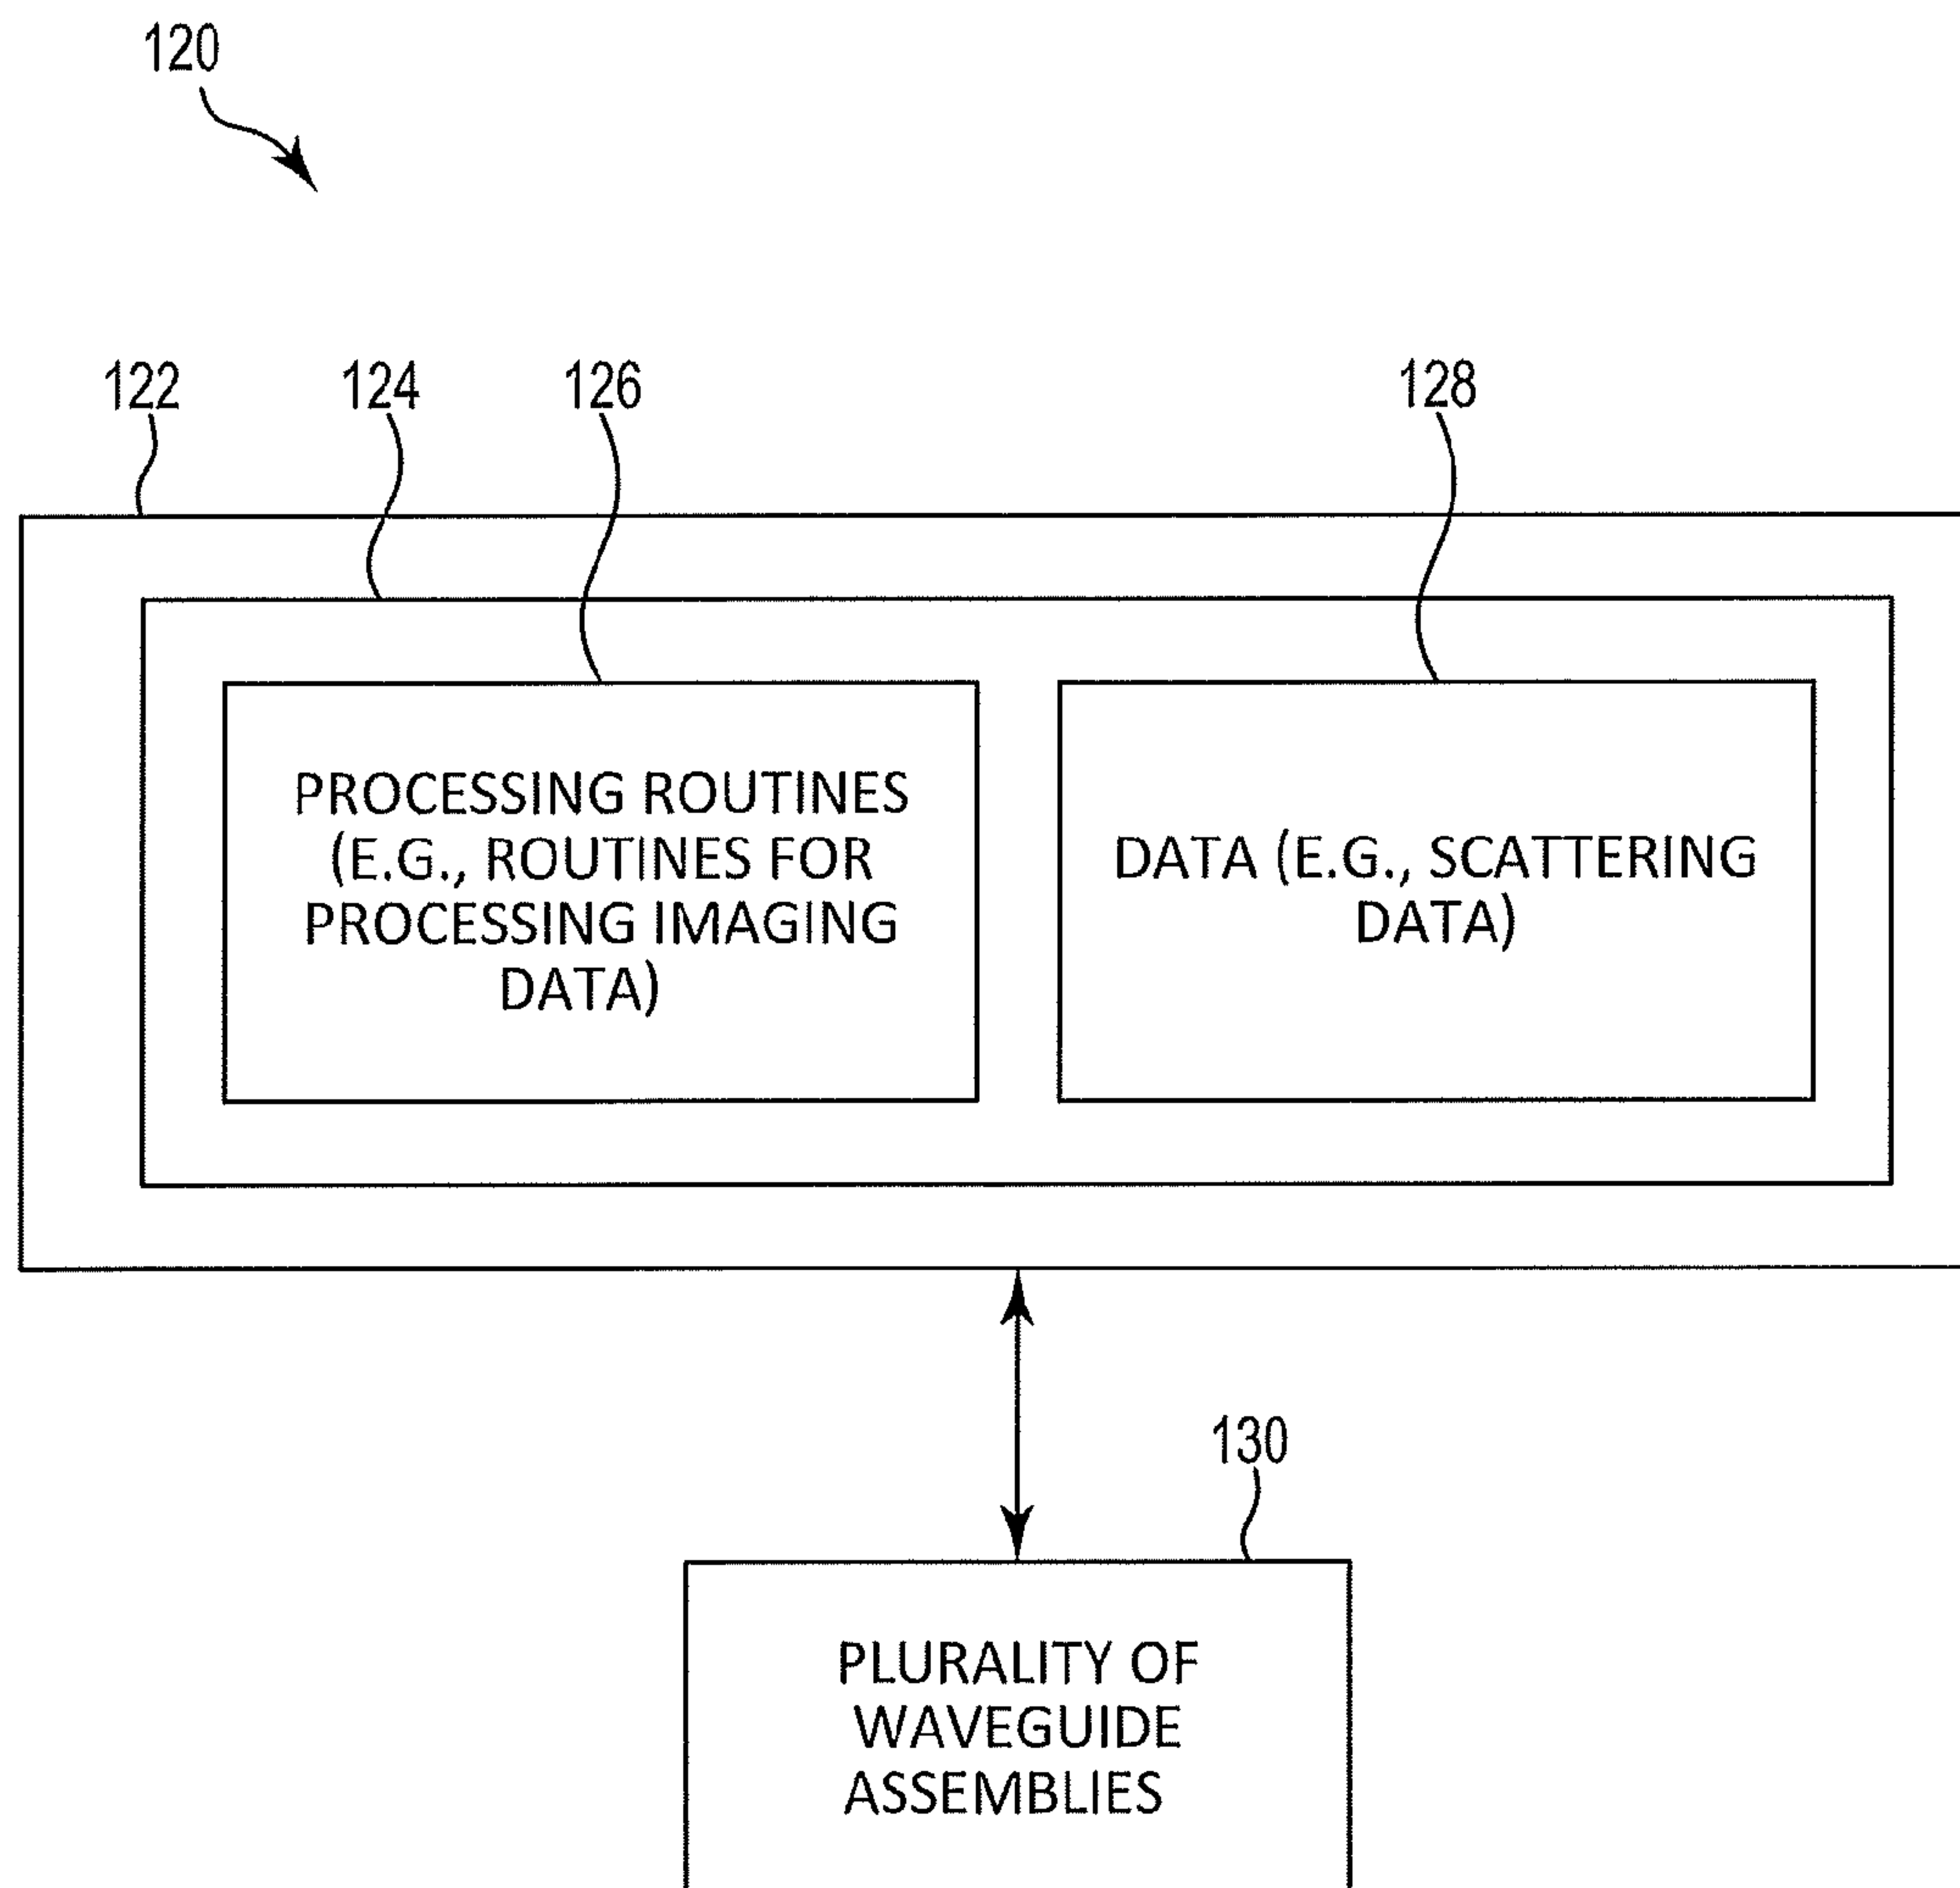 120
122
124
126
128
PROCESSING ROUTINES
(E.G., ROUTINES FOR
PROCESSING IMAGING
DATA)
DATA (E.G., SCATTERING
DATA)
130
PLURALITY OF
WAVEGUIDE
ASSEMBLIES